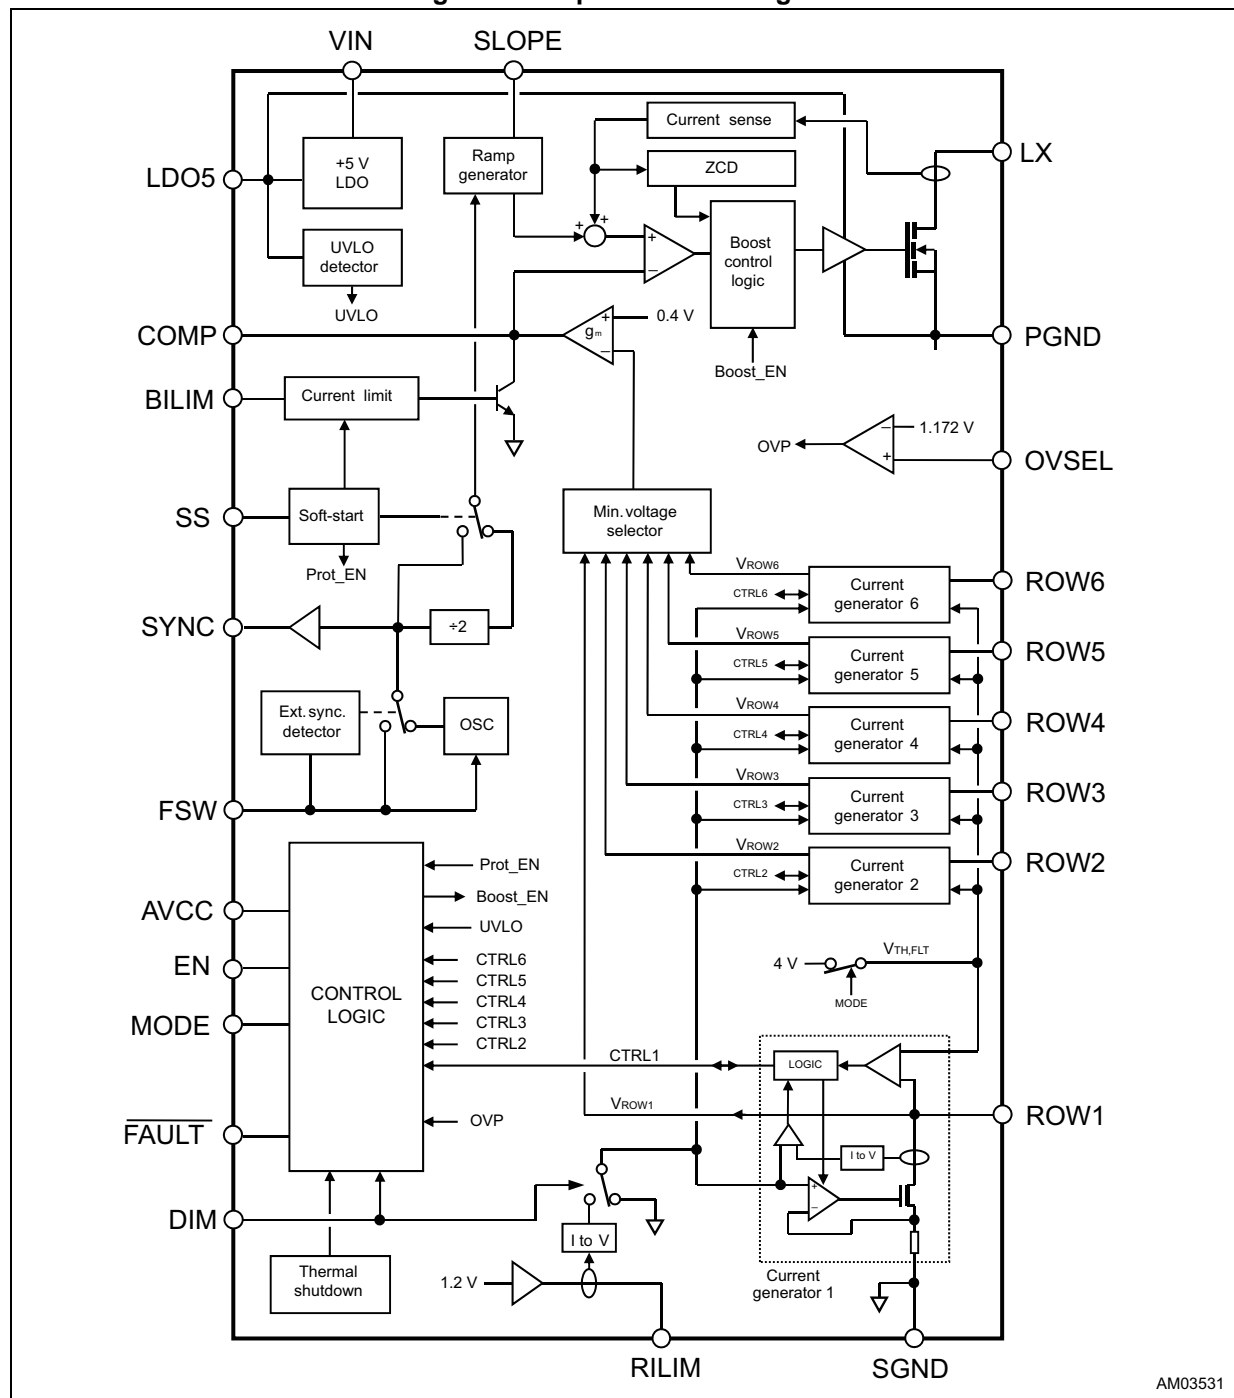 VIN
SLOPE
Current sense
LX
+5 V
LDO
Ramp
generator
ZCD
LDO5
+
+
Boost
control
logic
+
–
UVLO
detector
UVLO
COMP
gm
+
–
0.4 V
PGND
Boost_EN
BILIM
Current limit
OVP
–
1.172 V
+
OVSEL
SS
Soft-start
Min. voltage
selector
Prot_EN
VROW6
CTRL6
Current
generator 6
ROW6
SYNC
÷2
VROW5
CTRL5
Current
generator 5
ROW5
Ext. sync.
detector
OSC
VROW4
CTRL4
Current
generator 4
ROW4
FSW
VROW3
CTRL3
Current
generator 3
ROW3
VROW2
CTRL2
Current
generator 2
ROW2
Prot_EN
Boost_EN
AVCC
UVLO
EN
CTRL6
CTRL5
CONTROL
LOGIC
CTRL4
CTRL3
CTRL2
4 V
VTH,FLT
MODE
MODE
CTRL1
LOGIC
VROW1
ROW1
FAULT
OVP
I to V
+
–
DIM
I to V
Thermal
shutdown
1.2 V
Current
generator 1
RILIM
SGND
AM03531